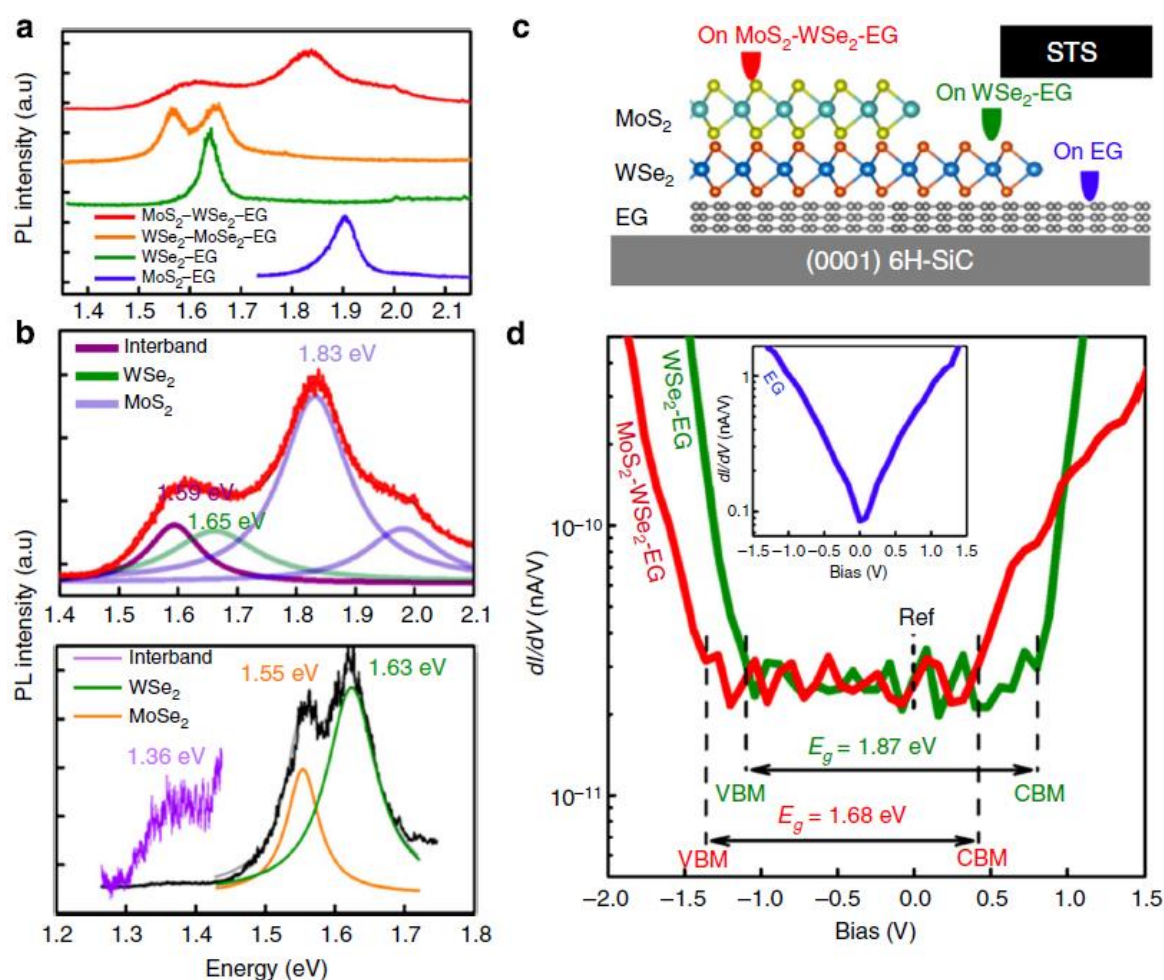 a
PL intensity (a.u)
MoS₂–WSe₂–EG
WSe₂–MoSe₂–EG
WSe₂–EG
MoS₂–EG
1.4 1.5 1.6 1.7 1.8 1.9 2.0 2.1
b
PL intensity (a.u)
Interband
WSe₂
MoS₂
1.83 eV
1.59 eV
1.65 eV
1.4 1.5 1.6 1.7 1.8 1.9 2.0 2.1
Interband
WSe₂
MoSe₂
1.55 eV
1.63 eV
1.36 eV
1.2 1.3 1.4 1.5 1.6 1.7 1.8
Energy (eV)
c
On MoS₂-WSe₂-EG
STS
On WSe₂-EG
On EG
MoS₂
WSe₂
EG
(0001) 6H-SiC
d
dI/dV (nA/V)
10⁻¹⁰
10⁻¹¹
MoS₂-WSe₂-EG
WSe₂-EG
EG
dI/dV (nA/V)
1
0.1
−1.5 −1.0 −0.5 0.0 0.5 1.0 1.5
Bias (V)
Ref
E_g = 1.87 eV
VBM
CBM
E_g = 1.68 eV
VBM
CBM
−2.0 −1.5 −1.0 −0.5 0.0 0.5 1.0 1.5
Bias (V)